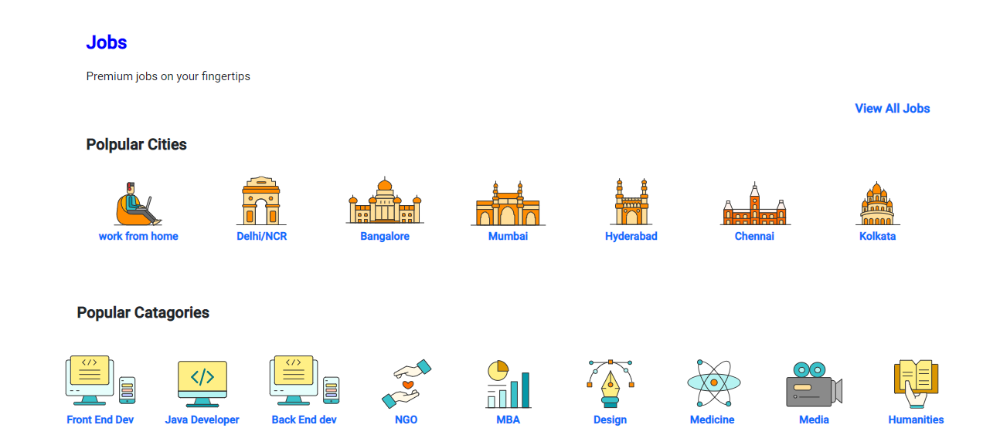 Jobs
Premium jobs on your fingertips
View All Jobs
Polpular Cities
work from home
Delhi/NCR
Bangalore
Mumbai
Hyderabad
Chennai
Kolkata
Popular Catagories
Front End Dev
Java Developer
Back End dev
NGO
MBA
Design
Medicine
Media
Humanities